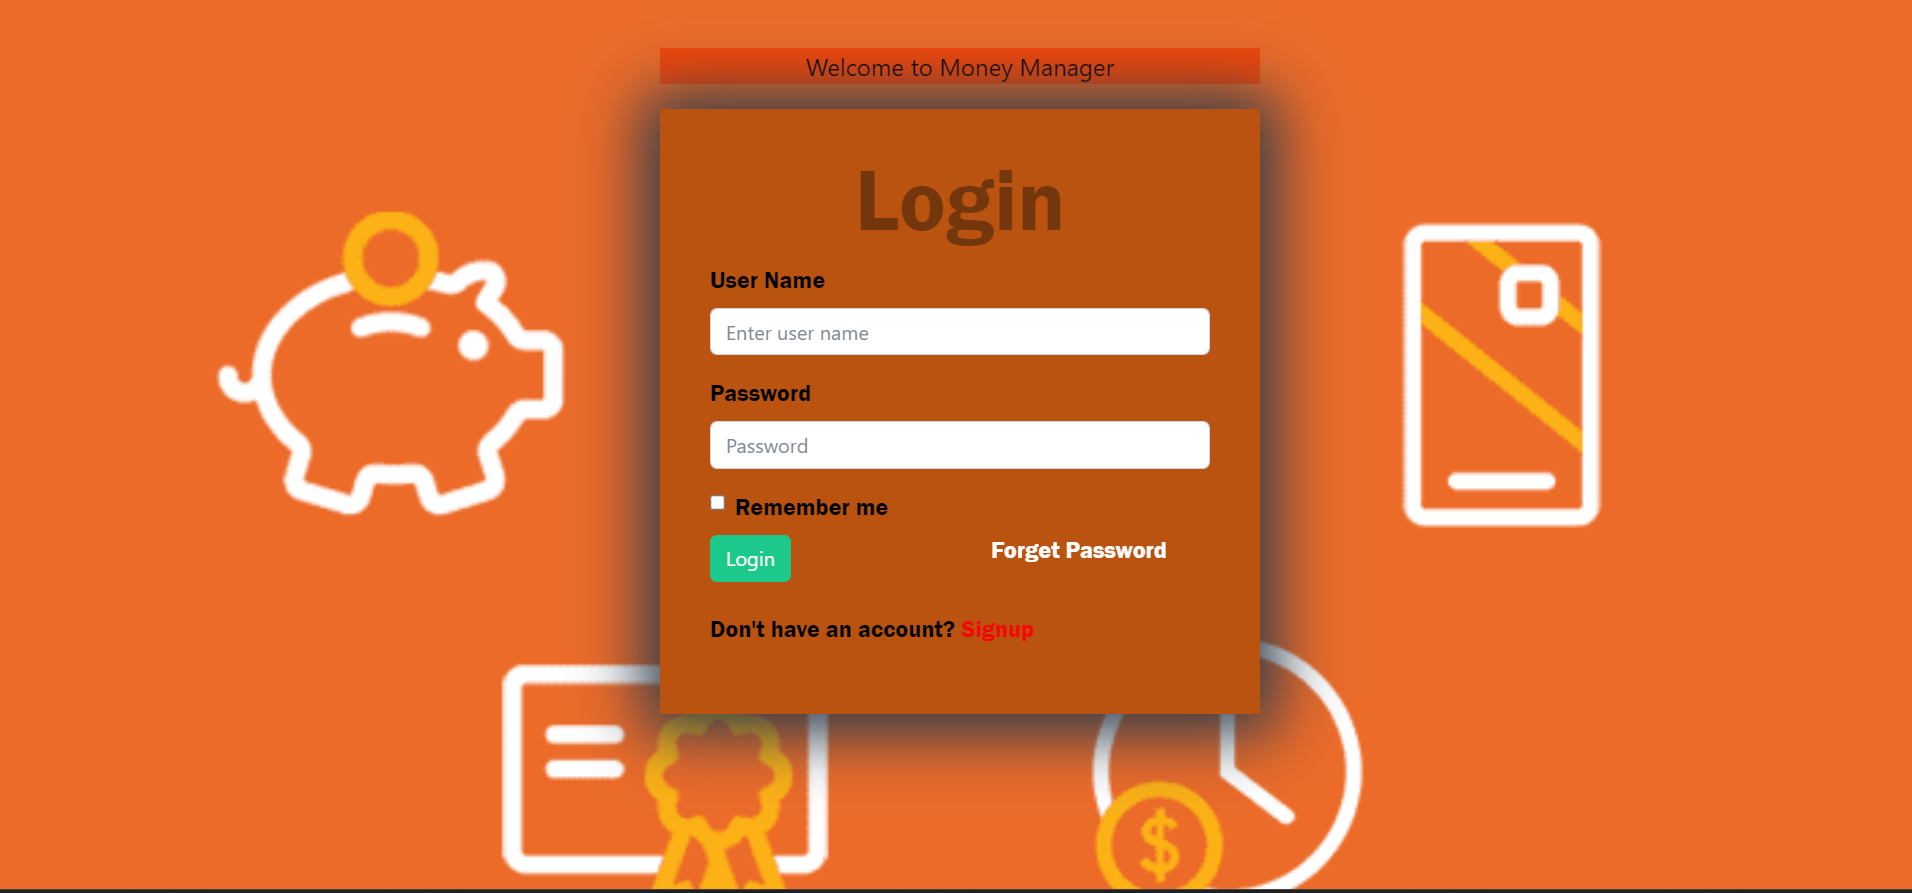 Welcome to Money Manager
Login
User Name
Enter user name
Password
Password
Remember me
Login
Forget Password
Don't have an account? Signup
$